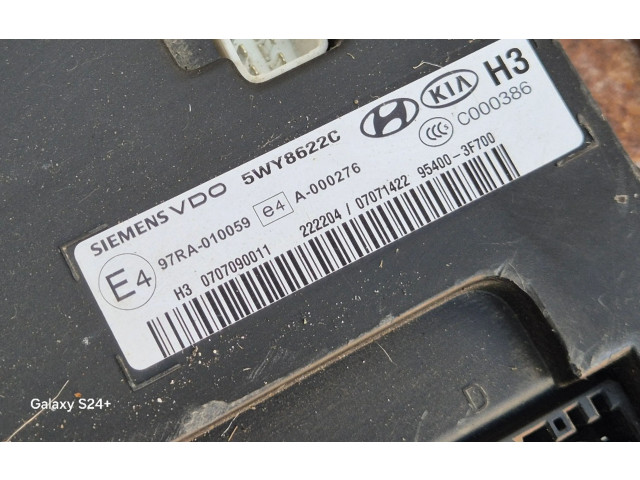 SIEMENS VDO 5WY8622C KIA H3
E4 97RA-010059 e4 A-000276 CCC C000386
H3 0707090011 222204 / 07071422 95400-3F700
D
Galaxy S24+